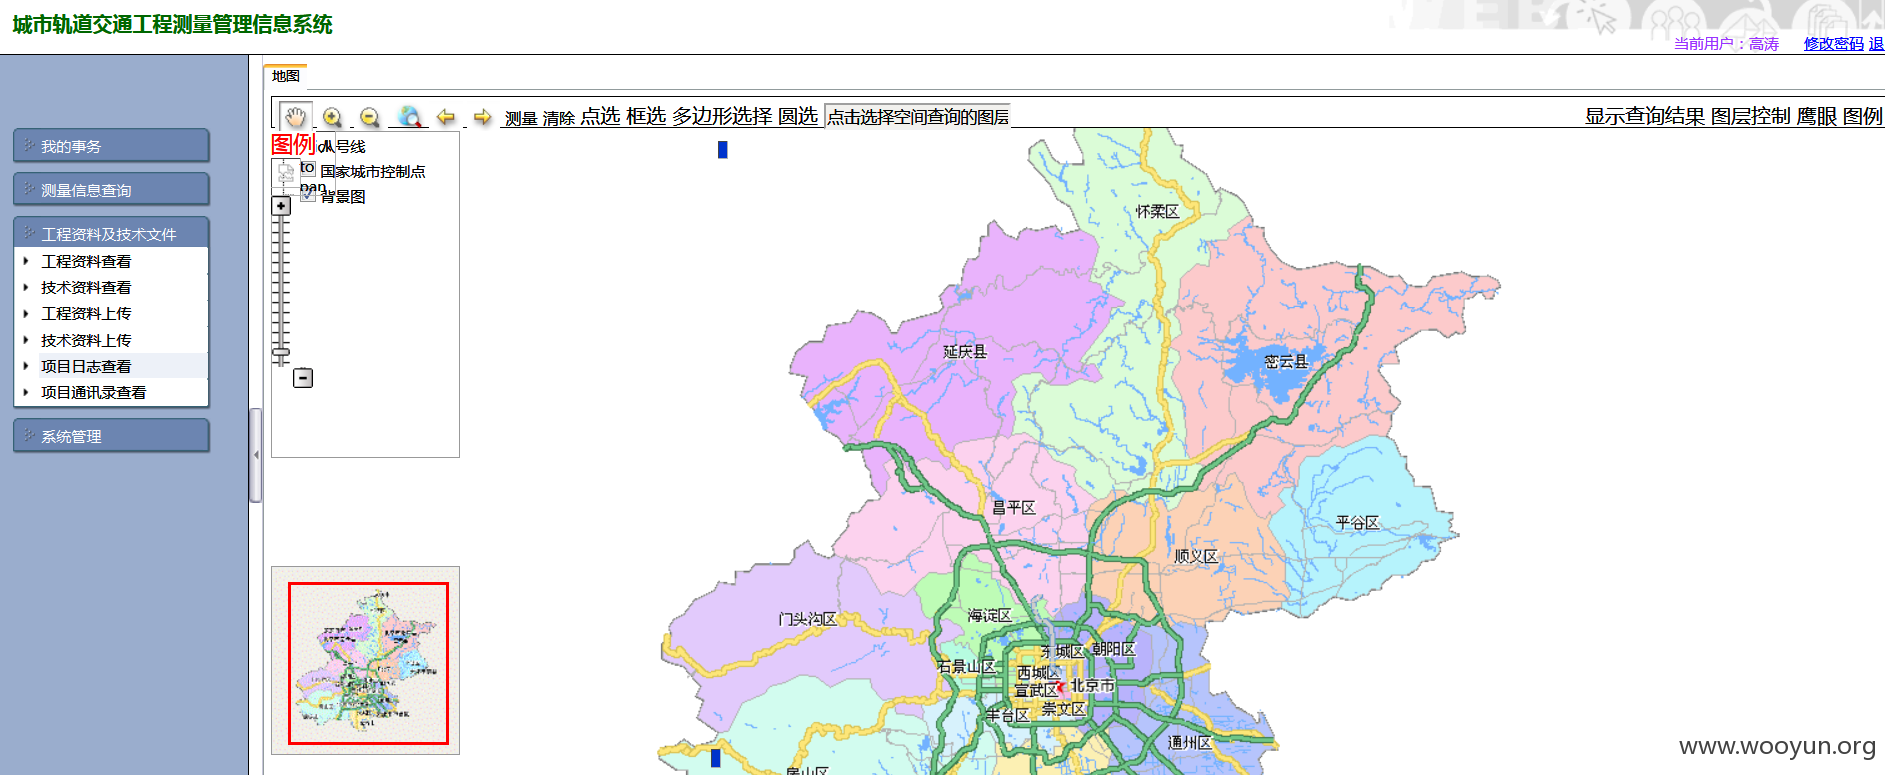 城市轨道交通工程测量管理信息系统
当前用户：高涛 修改密码 退
地图
测量 清除 点选 框选 多边形选择 圆选 点击选择空间查询的图层
显示查询结果 图层控制 鹰眼 图例
我的事务
测量信息查询
工程资料及技术文件
工程资料查看
技术资料查看
工程资料上传
技术资料上传
项目日志查看
项目通讯录查看
系统管理
图例
八号线
to
国家城市控制点
pan
背景图
怀柔区
延庆县
密云县
昌平区
平谷区
顺义区
门头沟区
海淀区
东城区
朝阳区
石景山区
西城区
宣武区
北京市
丰台区
崇文区
通州区
房山区
www.wooyun.org